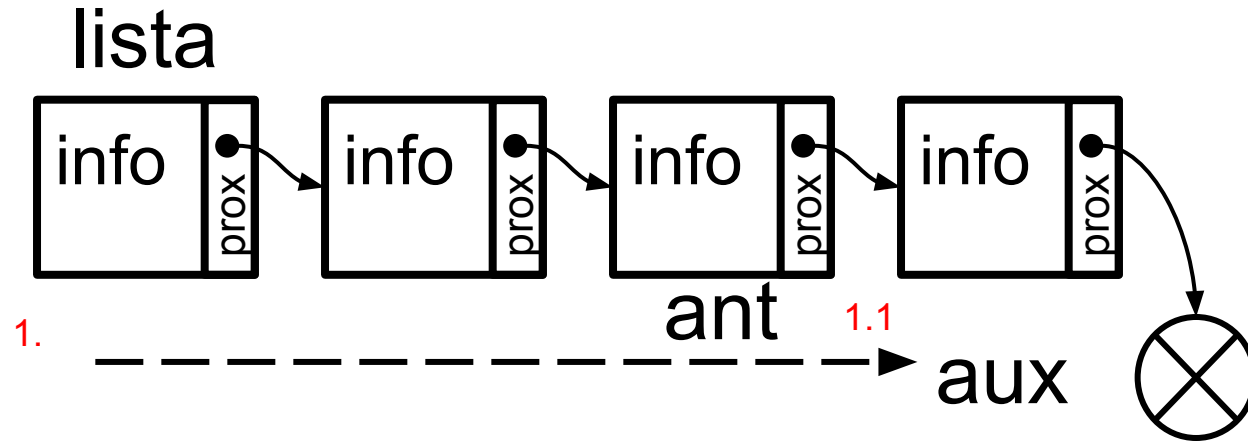 lista
info prox info prox info prox info prox
ant
1.1
1.
aux